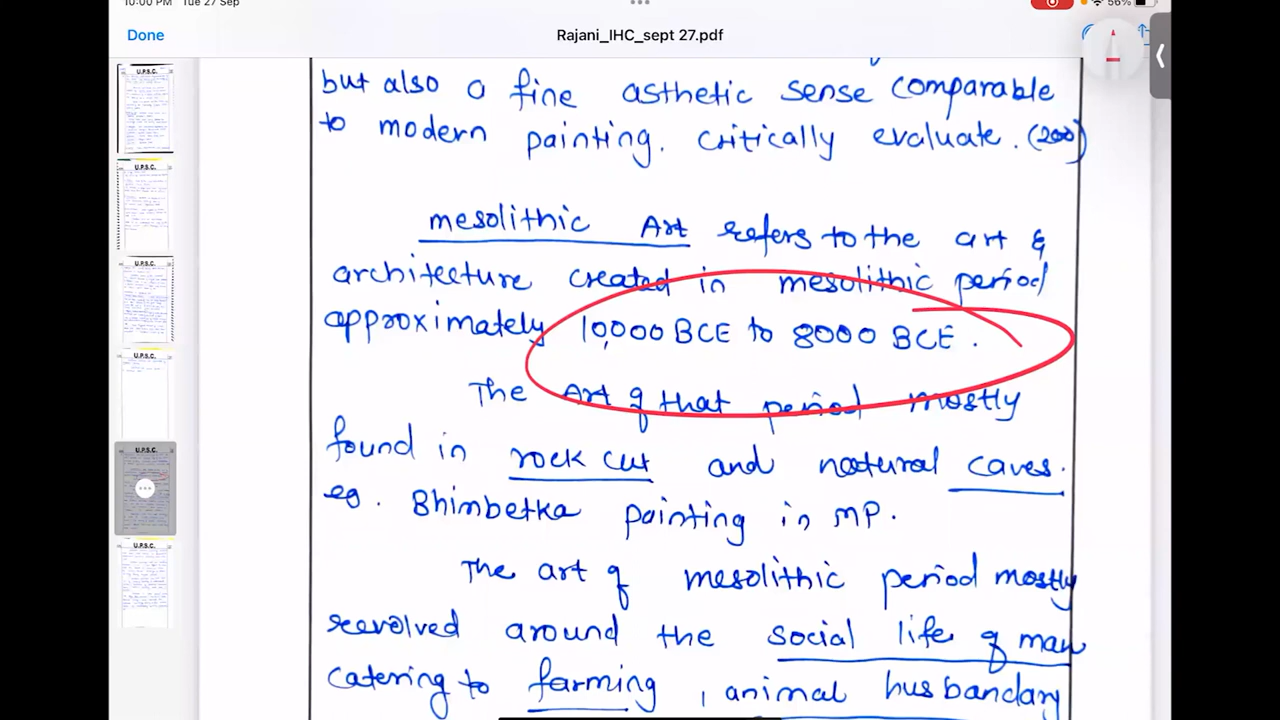 10:00 PM Tue 27 Sep
56%
Done
Rajani_IHC_sept 27.pdf
U.P.S.C.
U.P.S.C.
U.P.S.C.
U.P.S.C.
U.P.S.C.
but also a fine asthetic sense comparable
to modern painting. Critically evaluate. (200)
mesolithic Art refers to the art &
architecture created in mesolithic period
approximately 10,000 BCE to 8000 BCE.
The Art of that period mostly
found in rock cut and natural caves.
eg. Bhimbetka painting in MP.
The art of mesolithic period mostly
revolved around the social life of man
catering to farming, animal husbandary